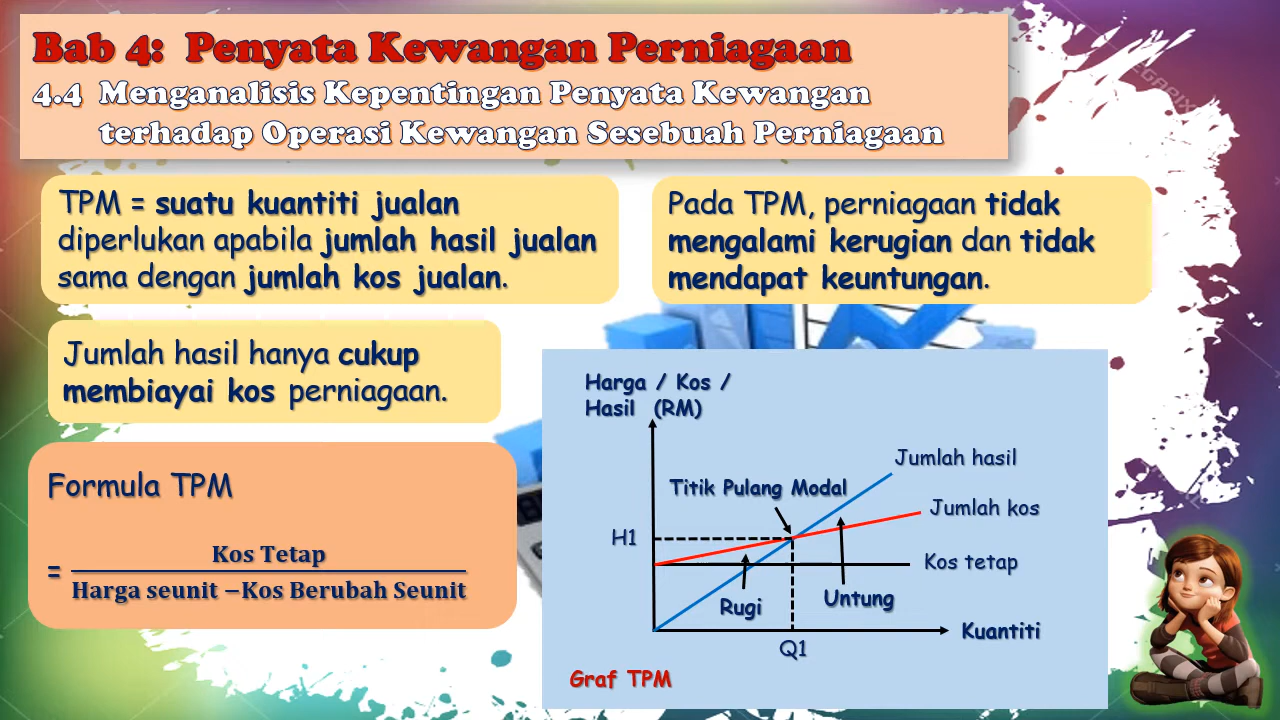 Bab 4: Penyata Kewangan Perniagaan
4.4 Menganalisis Kepentingan Penyata Kewangan
terhadap Operasi Kewangan Sesebuah Perniagaan
TPM = suatu kuantiti jualan
diperlukan apabila jumlah hasil jualan
sama dengan jumlah kos jualan.
Pada TPM, perniagaan tidak
mengalami kerugian dan tidak
mendapat keuntungan.
Jumlah hasil hanya cukup
membiayai kos perniagaan.
Formula TPM
= Kos Tetap
Harga seunit −Kos Berubah Seunit
Harga / Kos /
Hasil (RM)
Jumlah hasil
Titik Pulang Modal
Jumlah kos
H1
Kos tetap
Rugi
Untung
Kuantiti
Q1
Graf TPM